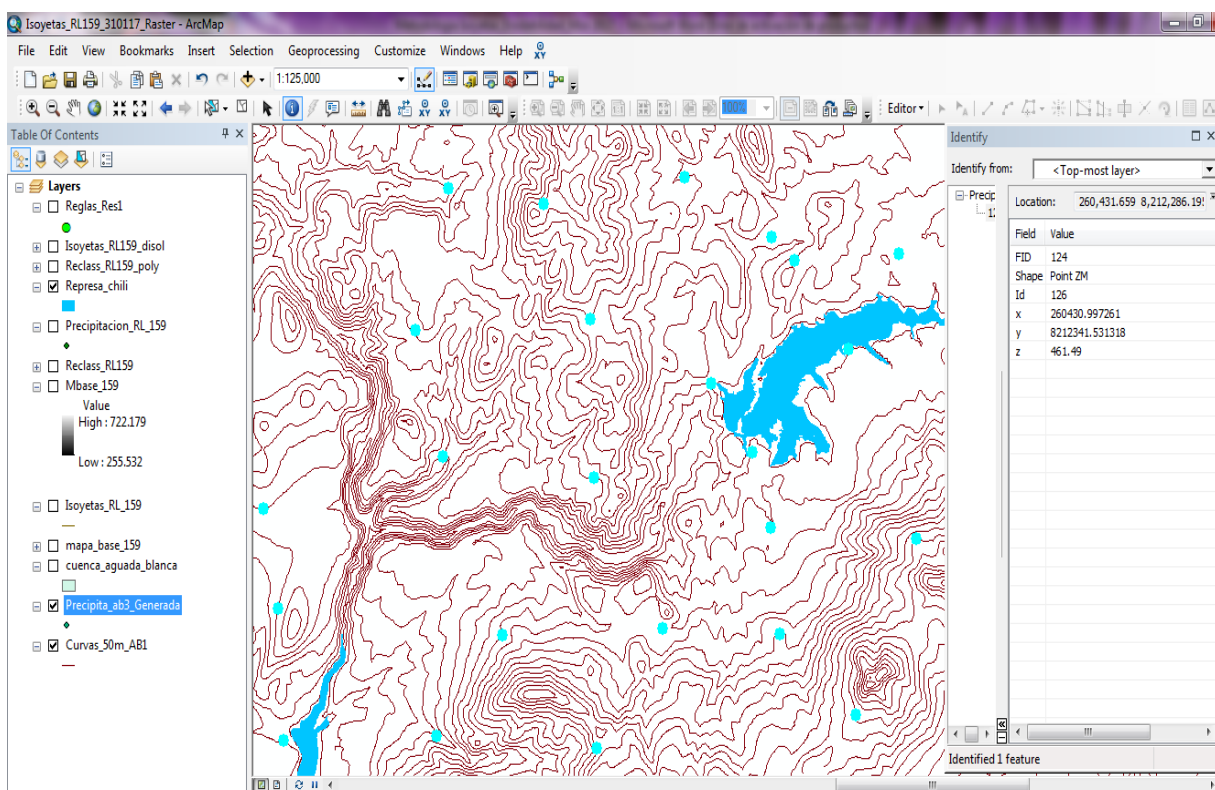 Isoyetas_RL159_310117_Raster - ArcMap
File Edit View Bookmarks Insert Selection Geoprocessing Customize Windows Help
1:125,000
100%
Editor
Table Of Contents
Layers
Reglas_Res1
Isoyetas_RL159_disol
Reclass_RL159_poly
Represa_chili
Precipitacion_RL_159
Reclass_RL159
Mbase_159
Value
High : 722.179
Low : 255.532
Isoyetas_RL_159
mapa_base_159
cuenca_aguada_blanca
Precipita_ab3_Generada
Curvas_50m_AB1
Identify
Identify from: <Top-most layer>
Precip
12
Location: 260,431.659 8,212,286.19
Field Value
FID 124
Shape Point ZM
Id 126
x 260430.997261
y 8212341.531318
z 461.49
Identified 1 feature